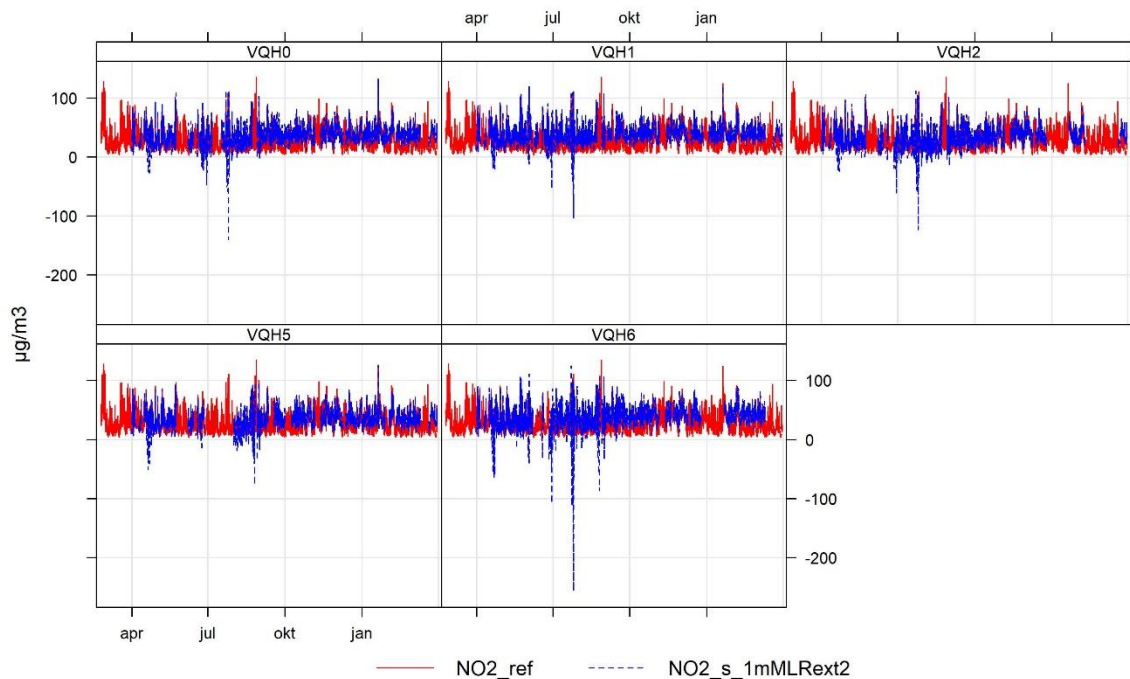 apr jul okt jan
VQH0 VQH1 VQH2
100
0
-100
-200
µg/m3
VQH5 VQH6
100
0
-100
-200
apr jul okt jan
NO2_ref NO2_s_1mMLRext2